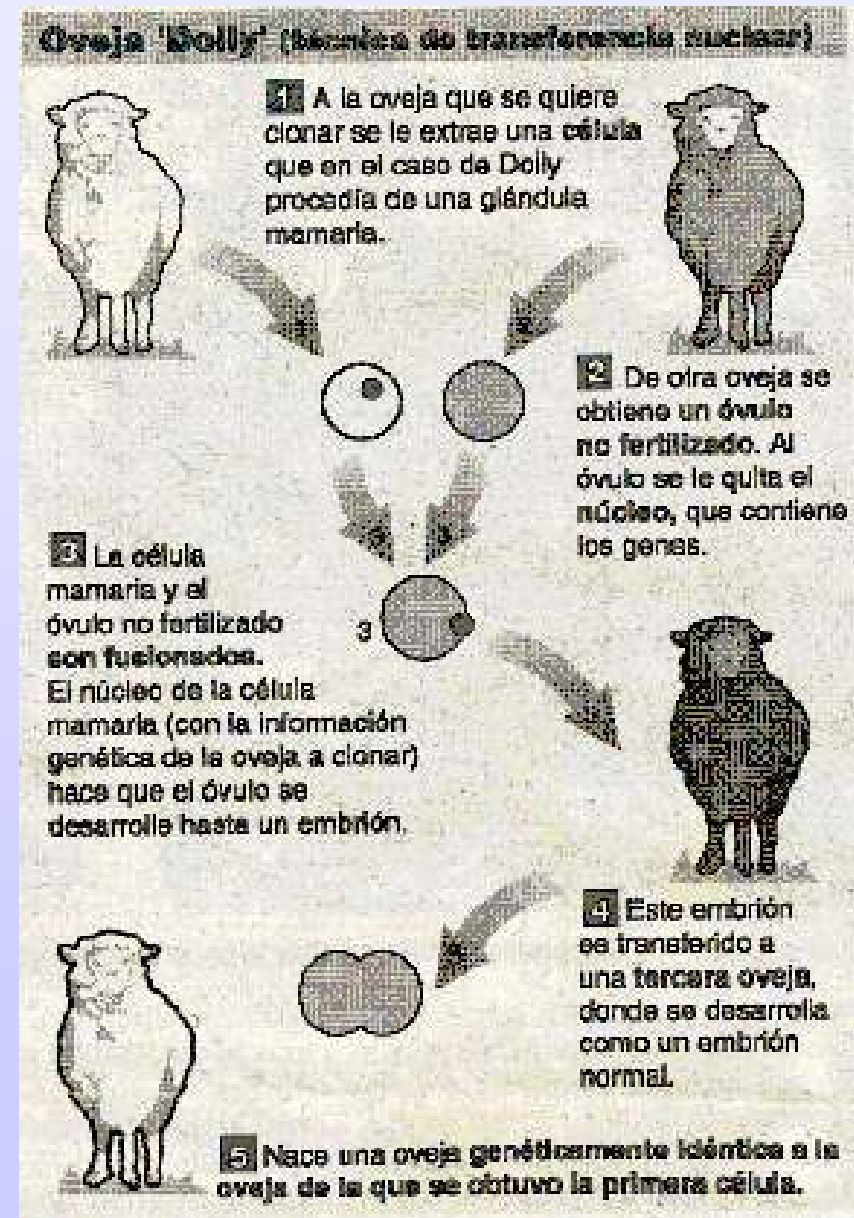 Oveja 'Dolly' (técnica de transferencia nuclear)
1 A la oveja que se quiere
clonar se le extrae una célula
que en el caso de Dolly
procedía de una glándula
mamaria.
2 De otra oveja se
obtiene un óvulo
no fertilizado. Al
óvulo se le quita el
núcleo, que contiene
los genes.
3 La célula
mamaria y el
óvulo no fertilizado
son fusionados.
El núcleo de la célula
mamaria (con la información
genética de la oveja a clonar)
hace que el óvulo se
desarrolle hasta un embrión.
3
4 Este embrión
es transferido a
una tercera oveja,
donde se desarrolla
como un embrión
normal.
5 Nace una oveja genéticamente idéntica a la
oveja de la que se obtuvo la primera célula.